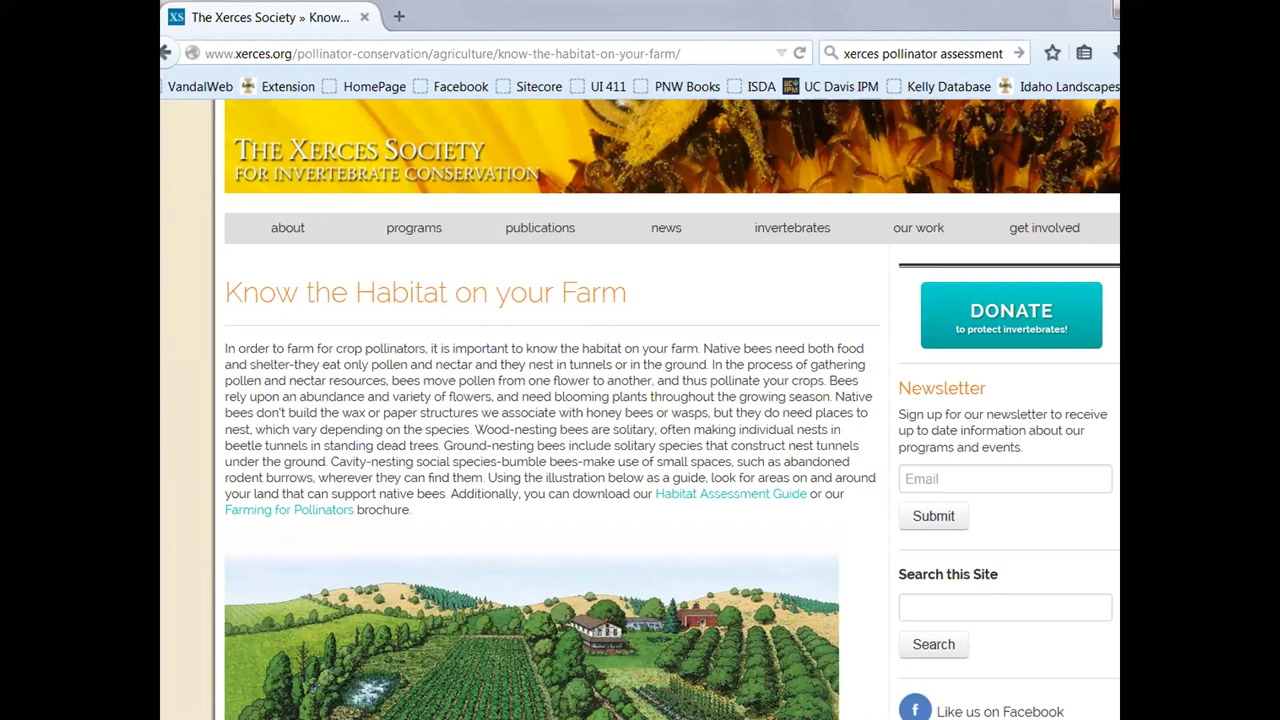 XS The Xerces Society » Know...
www.xerces.org/pollinator-conservation/agriculture/know-the-habitat-on-your-farm/ xerces pollinator assessment
VandalWeb Extension HomePage Facebook Sitecore UI 411 PNW Books ISDA UC IPM UC Davis IPM Kelly Database Idaho Landscapes
THE XERCES SOCIETY
FOR INVERTEBRATE CONSERVATION
about programs publications news invertebrates our work get involved
Know the Habitat on your Farm
In order to farm for crop pollinators, it is important to know the habitat on your farm. Native bees need both food
and shelter-they eat only pollen and nectar and they nest in tunnels or in the ground. In the process of gathering
pollen and nectar resources, bees move pollen from one flower to another, and thus pollinate your crops. Bees
rely upon an abundance and variety of flowers, and need blooming plants throughout the growing season. Native
bees don't build the wax or paper structures we associate with honey bees or wasps, but they do need places to
nest, which vary depending on the species. Wood-nesting bees are solitary, often making individual nests in
beetle tunnels in standing dead trees. Ground-nesting bees include solitary species that construct nest tunnels
under the ground. Cavity-nesting social species-bumble bees-make use of small spaces, such as abandoned
rodent burrows, wherever they can find them. Using the illustration below as a guide, look for areas on and around
your land that can support native bees. Additionally, you can download our Habitat Assessment Guide or our
Farming for Pollinators brochure.
DONATE
to protect invertebrates!
Newsletter
Sign up for our newsletter to receive
up to date information about our
programs and events.
Email
Submit
Search this Site
Search
f Like us on Facebook